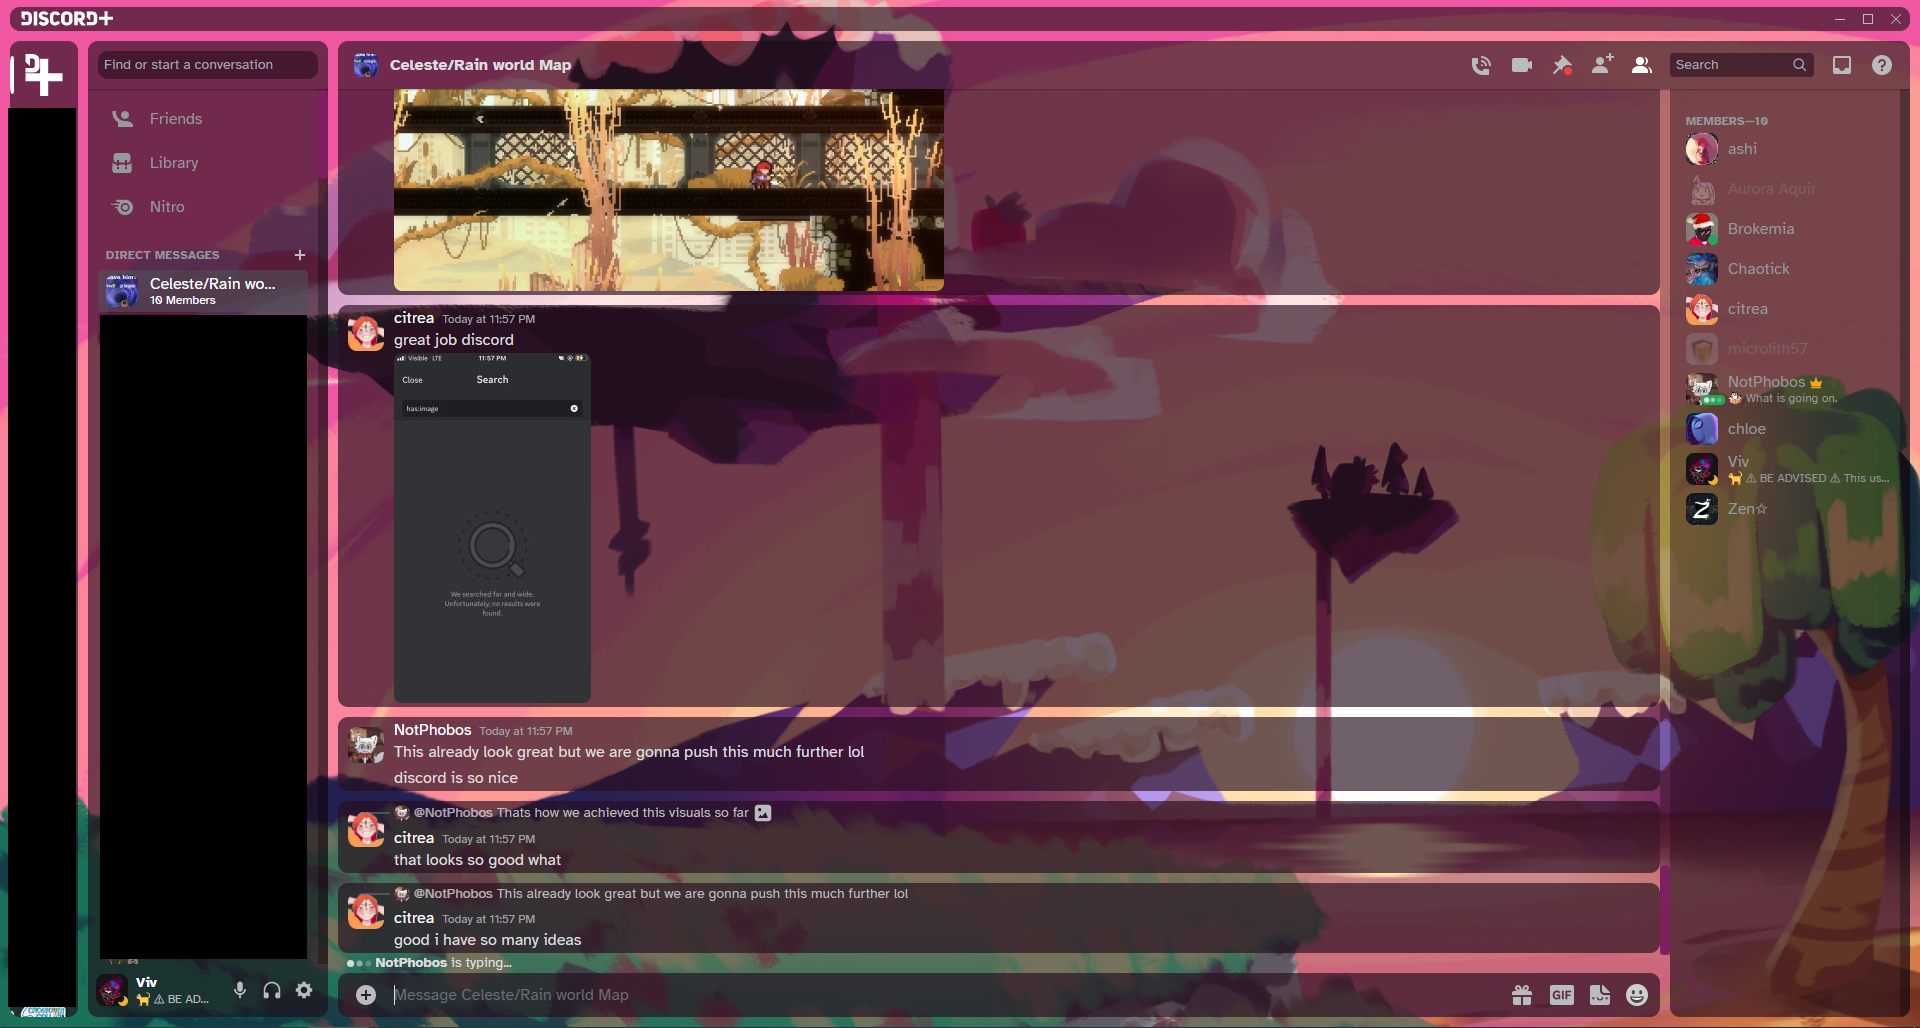 DISCORD+
Find or start a conversation
Friends
Library
Nitro
DIRECT MESSAGES
Celeste/Rain wo...
10 Members
Viv
⚠ BE AD...
Celeste/Rain world Map
Search
citrea Today at 11:57 PM
great job discord
Visible LTE 11:57 PM
Close Search
has:image
We searched far and wide.
Unfortunately, no results were
found.
NotPhobos Today at 11:57 PM
This already look great but we are gonna push this much further lol
discord is so nice
@NotPhobos Thats how we achieved this visuals so far
citrea Today at 11:57 PM
that looks so good what
@NotPhobos This already look great but we are gonna push this much further lol
citrea Today at 11:57 PM
good i have so many ideas
NotPhobos is typing...
Message Celeste/Rain world Map
GIF
MEMBERS—10
ashi
Aurora Aquir
Brokemia
Chaotick
citrea
microlith57
NotPhobos
What is going on.
chloe
Viv
⚠ BE ADVISED ⚠ This us...
Zen☆